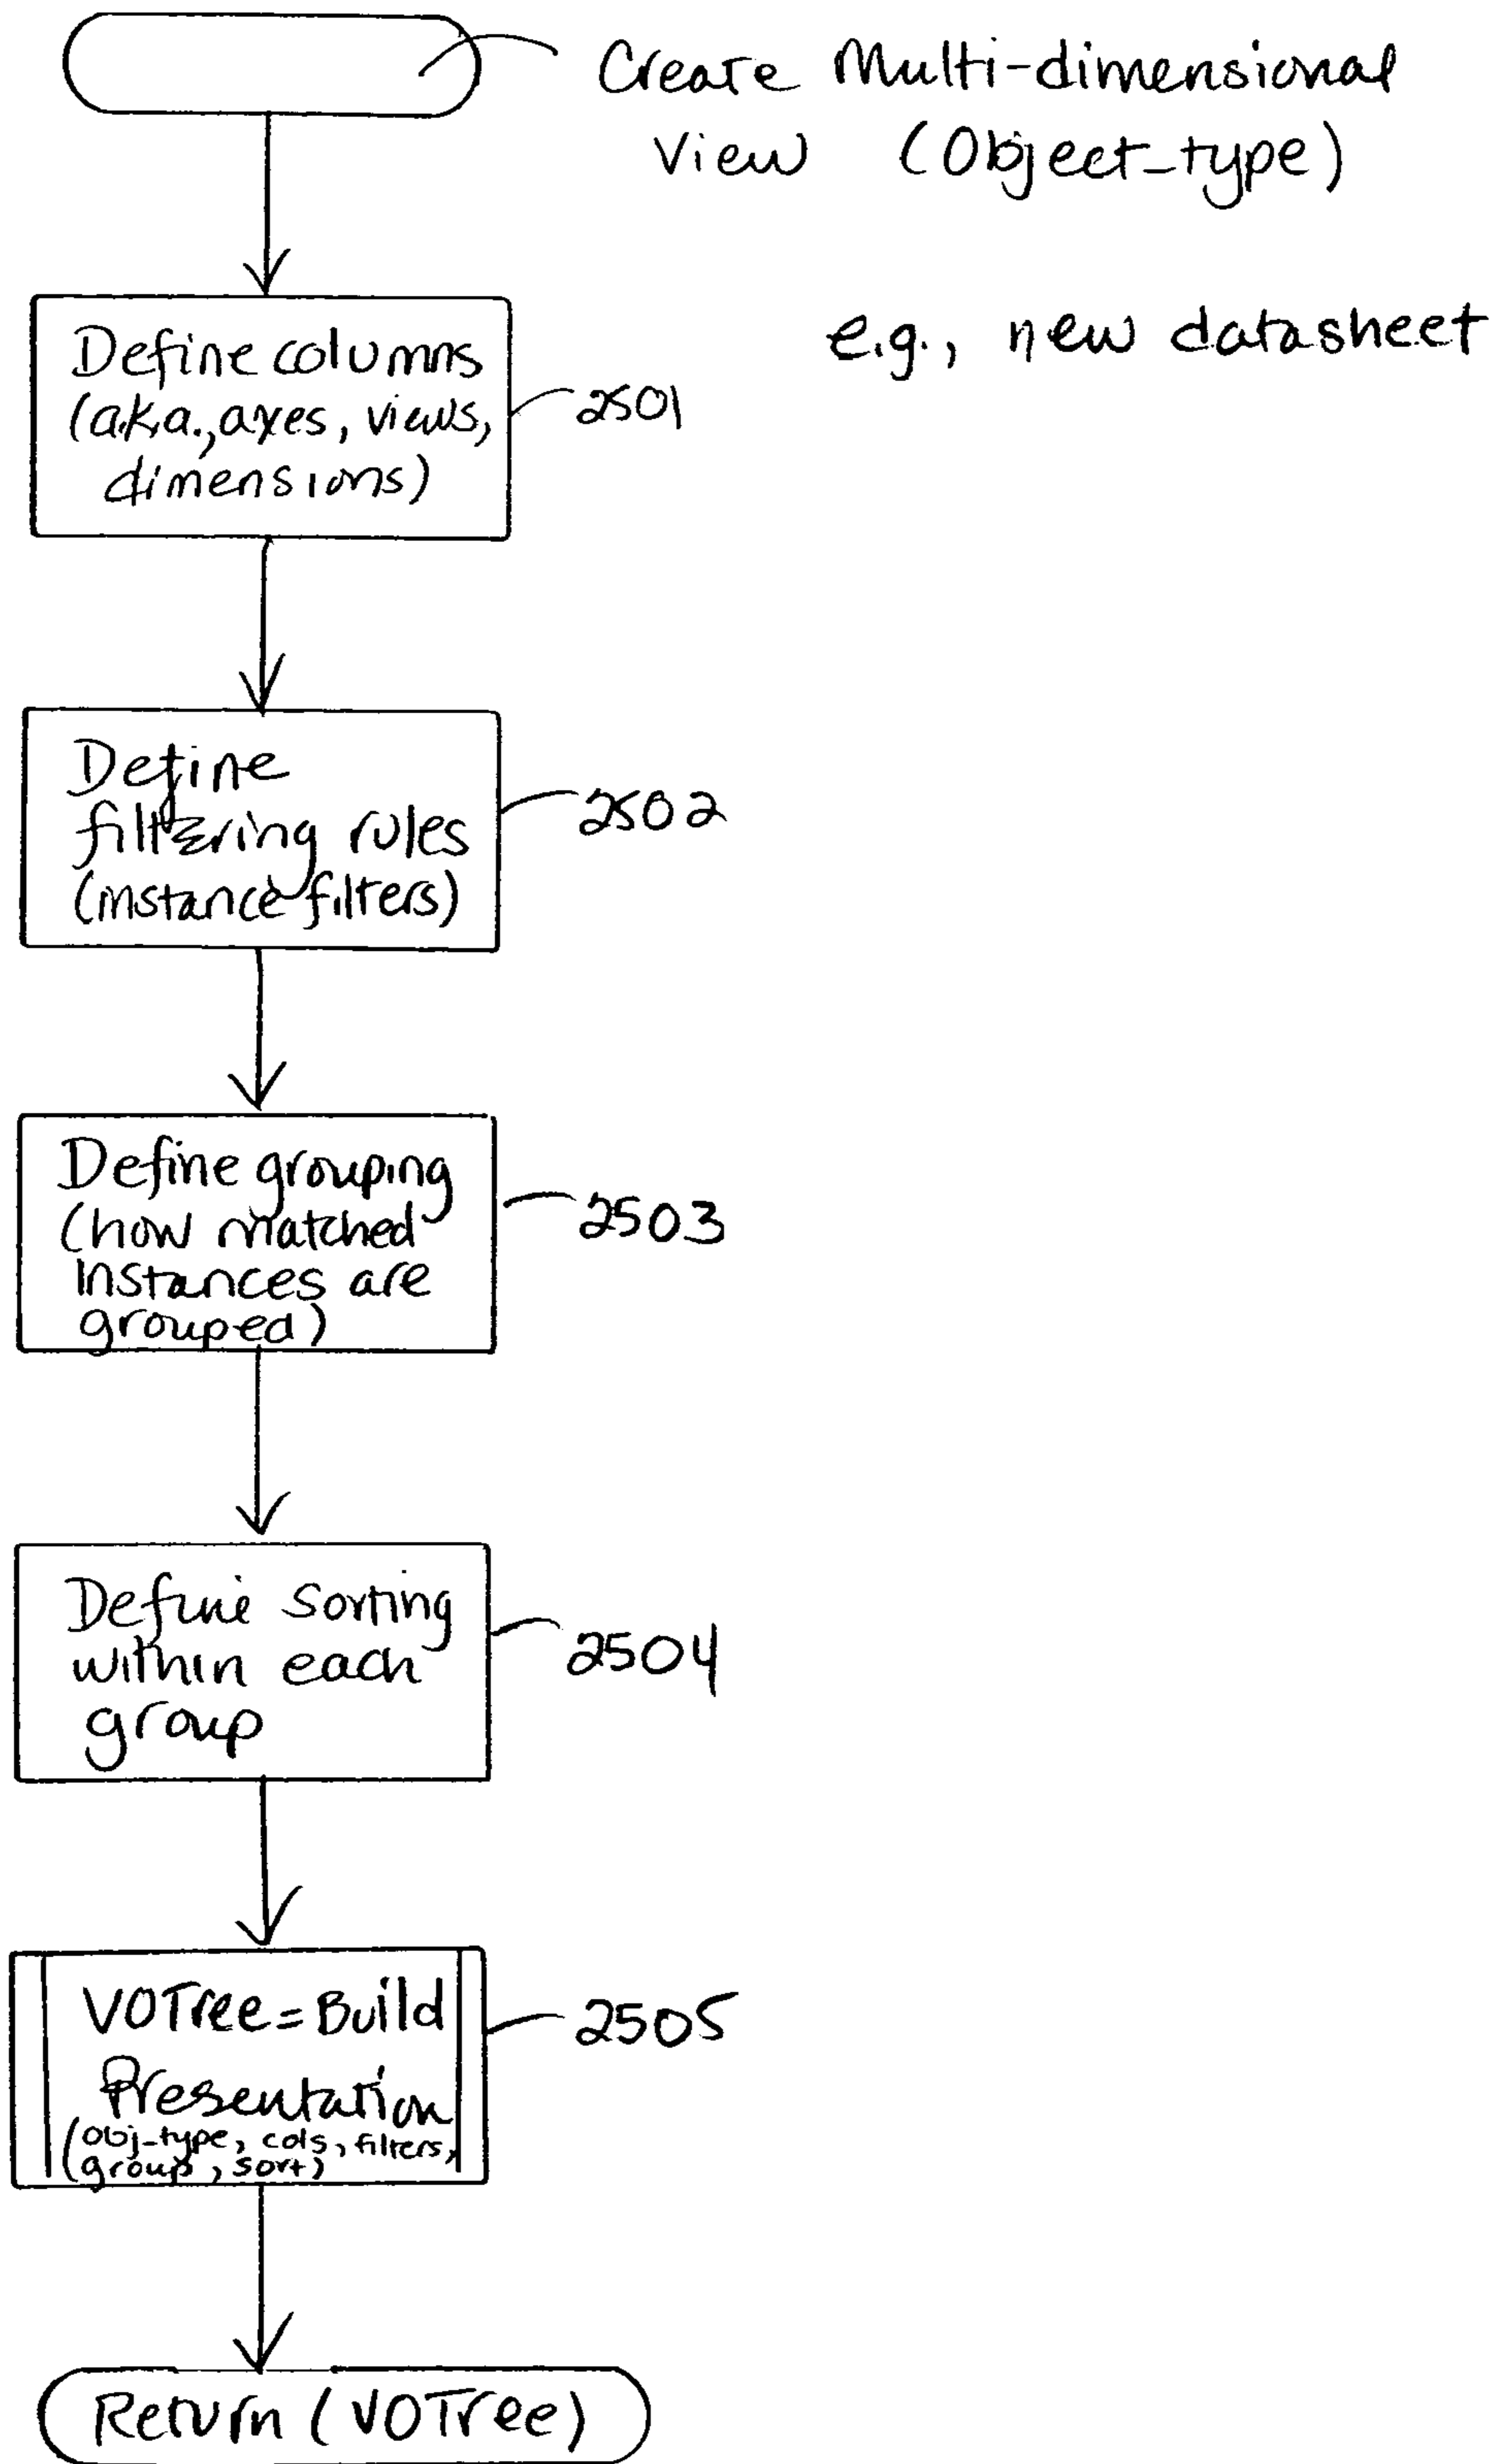 Create Multi-dimensional
View (Object_type)
e.g., new datasheet
Define columns
(a.k.a., axes, views,
dimensions)
2501
Define
filtering rules
(instance filters)
2502
Define grouping
(how matched
instances are
grouped)
2503
Define sorting
within each
group
2504
VOTree = Build
Presentation
(obj-type, cols, filters,
group, sort)
2505
Return (VOTree)